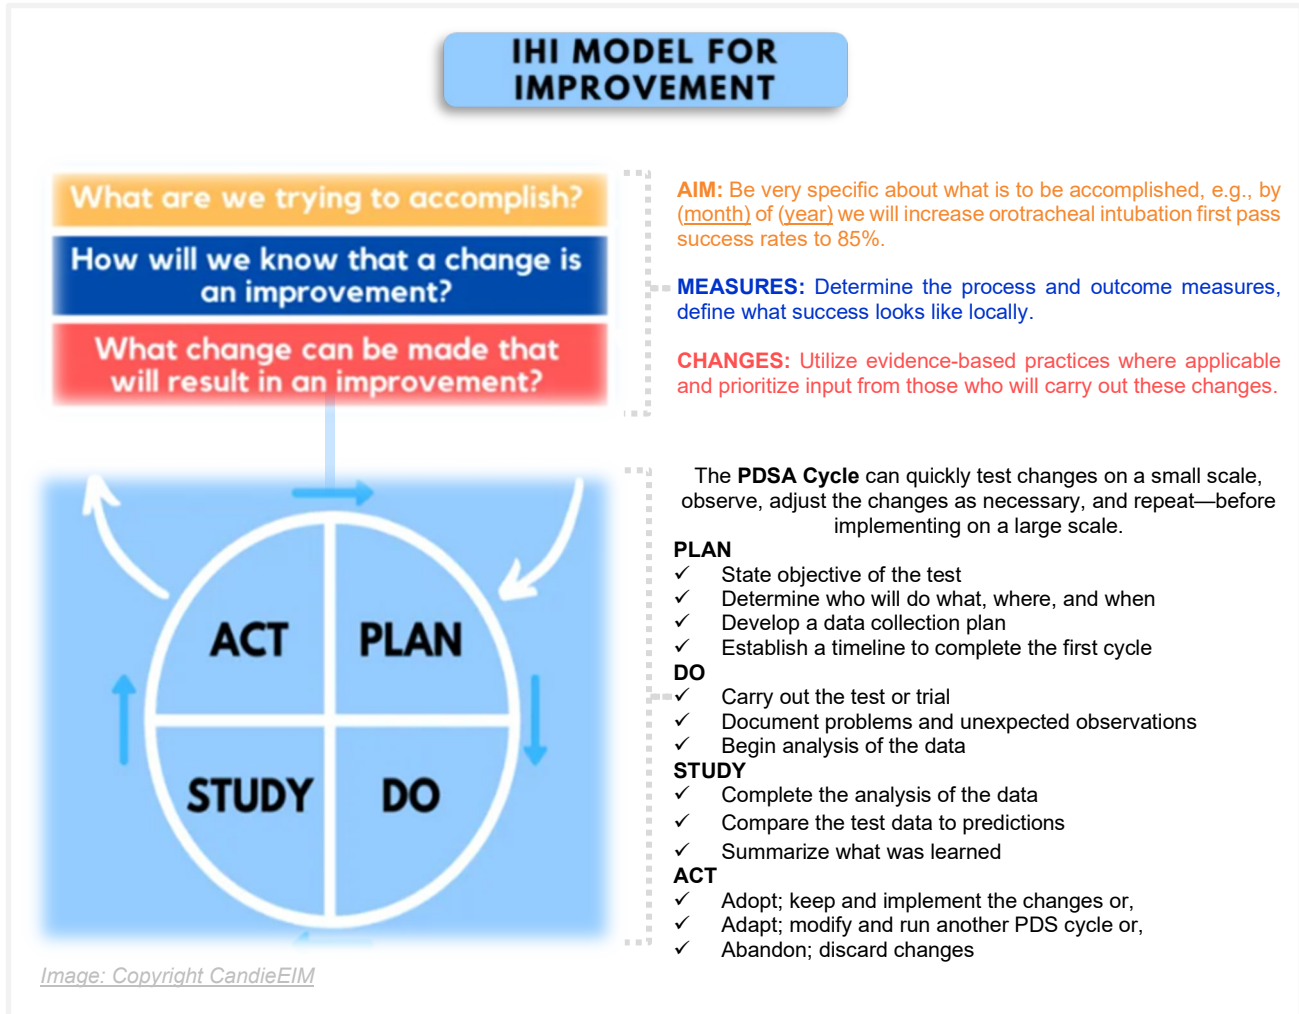 IHI MODEL FOR
IMPROVEMENT
What are we trying to accomplish?
How will we know that a change is
an improvement?
What change can be made that
will result in an improvement?
AIM: Be very specific about what is to be accomplished, e.g., by
(month) of (year) we will increase orotracheal intubation first pass
success rates to 85%.
MEASURES: Determine the process and outcome measures,
define what success looks like locally.
CHANGES: Utilize evidence-based practices where applicable
and prioritize input from those who will carry out these changes.
ACT
PLAN
STUDY
DO
The PDSA Cycle can quickly test changes on a small scale,
observe, adjust the changes as necessary, and repeat—before
implementing on a large scale.
PLAN
✓ State objective of the test
✓ Determine who will do what, where, and when
✓ Develop a data collection plan
✓ Establish a timeline to complete the first cycle
DO
✓ Carry out the test or trial
✓ Document problems and unexpected observations
✓ Begin analysis of the data
STUDY
✓ Complete the analysis of the data
✓ Compare the test data to predictions
✓ Summarize what was learned
ACT
✓ Adopt; keep and implement the changes or,
✓ Adapt; modify and run another PDS cycle or,
✓ Abandon; discard changes
Image: Copyright CandieEIM